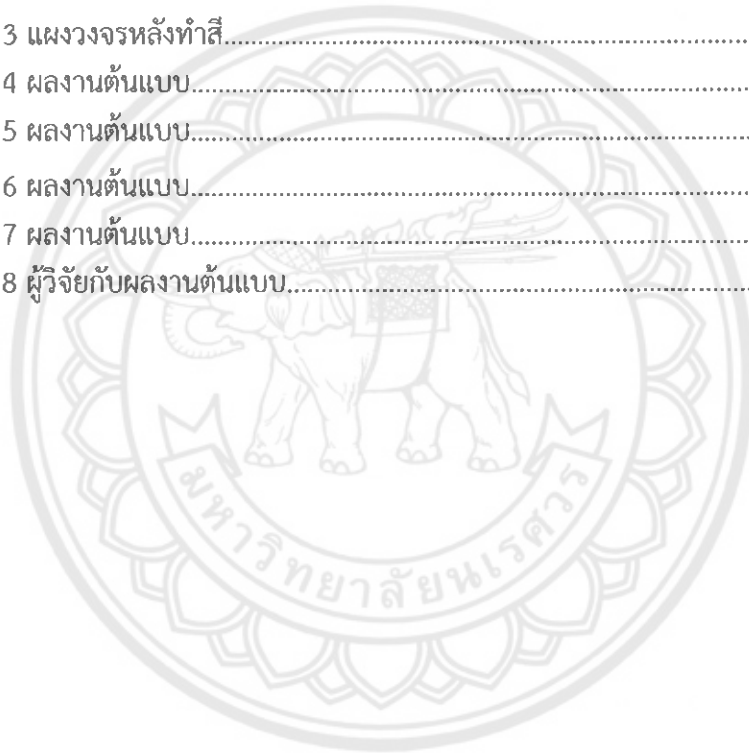 3 แผงวงจรหลังทำสี........................................................................................
4 ผลงานต้นแบบ..............................................................................................
5 ผลงานต้นแบบ..............................................................................................
6 ผลงานต้นแบบ..............................................................................................
7 ผลงานต้นแบบ..............................................................................................
8 ผู้วิจัยกับผลงานต้นแบบ..............................................................................
มหาวิทยาลัยนเรศวร